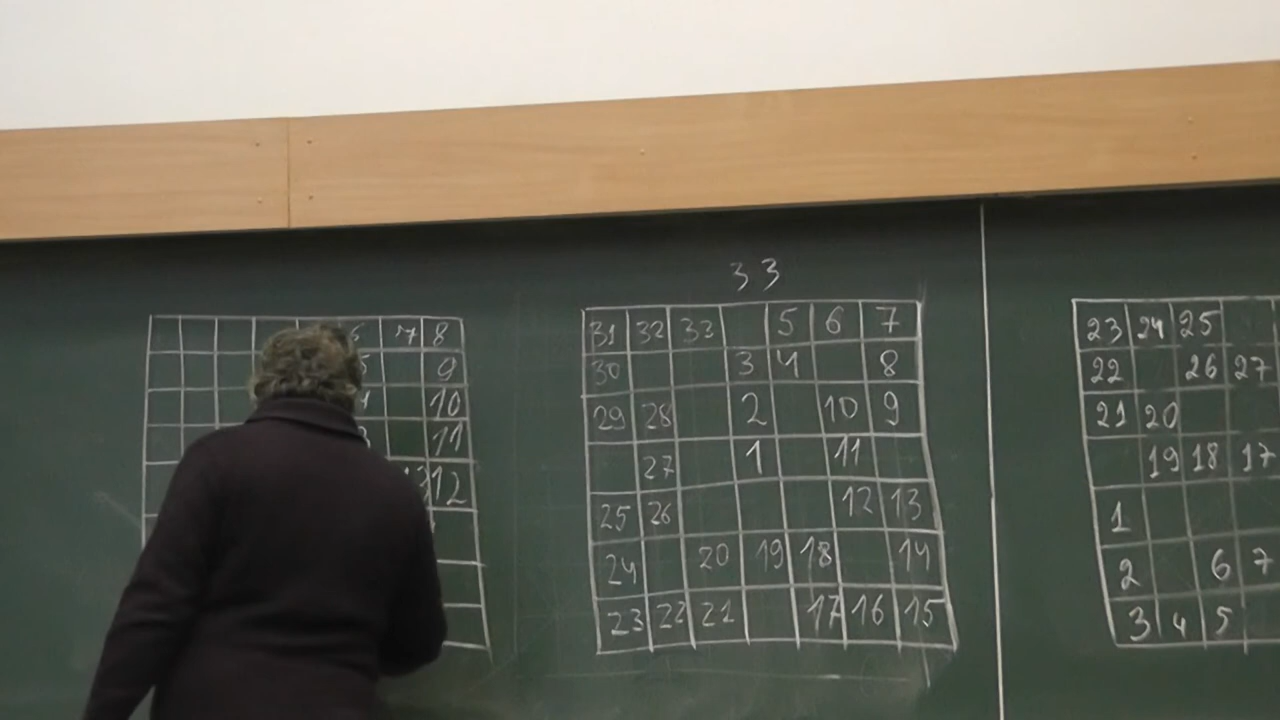 33
6 7 8
9
10
11
12
31 32 33 5 6 7
30 3 4 8
29 28 2 10 9
27 1 11
25 26 12 13
24 20 19 18 14
23 22 21 17 16 15
23 24 25
22 26 27
21 20
19 18 17
1
2 6 7
3 4 5